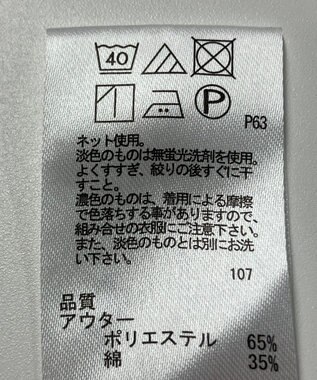 40
P
P63
ネット使用。
淡色のものは無蛍光洗剤を使用。
よくすすぎ、絞りの後すぐに干
すこと。
濃色のものは、着用による摩擦
で色落ちする事がありますので、
組み合せの衣服にご注意下さい。
また、淡色のものとは別にお洗
い下さい。
107
品質
アウター
ポリエステル 65%
綿 35%